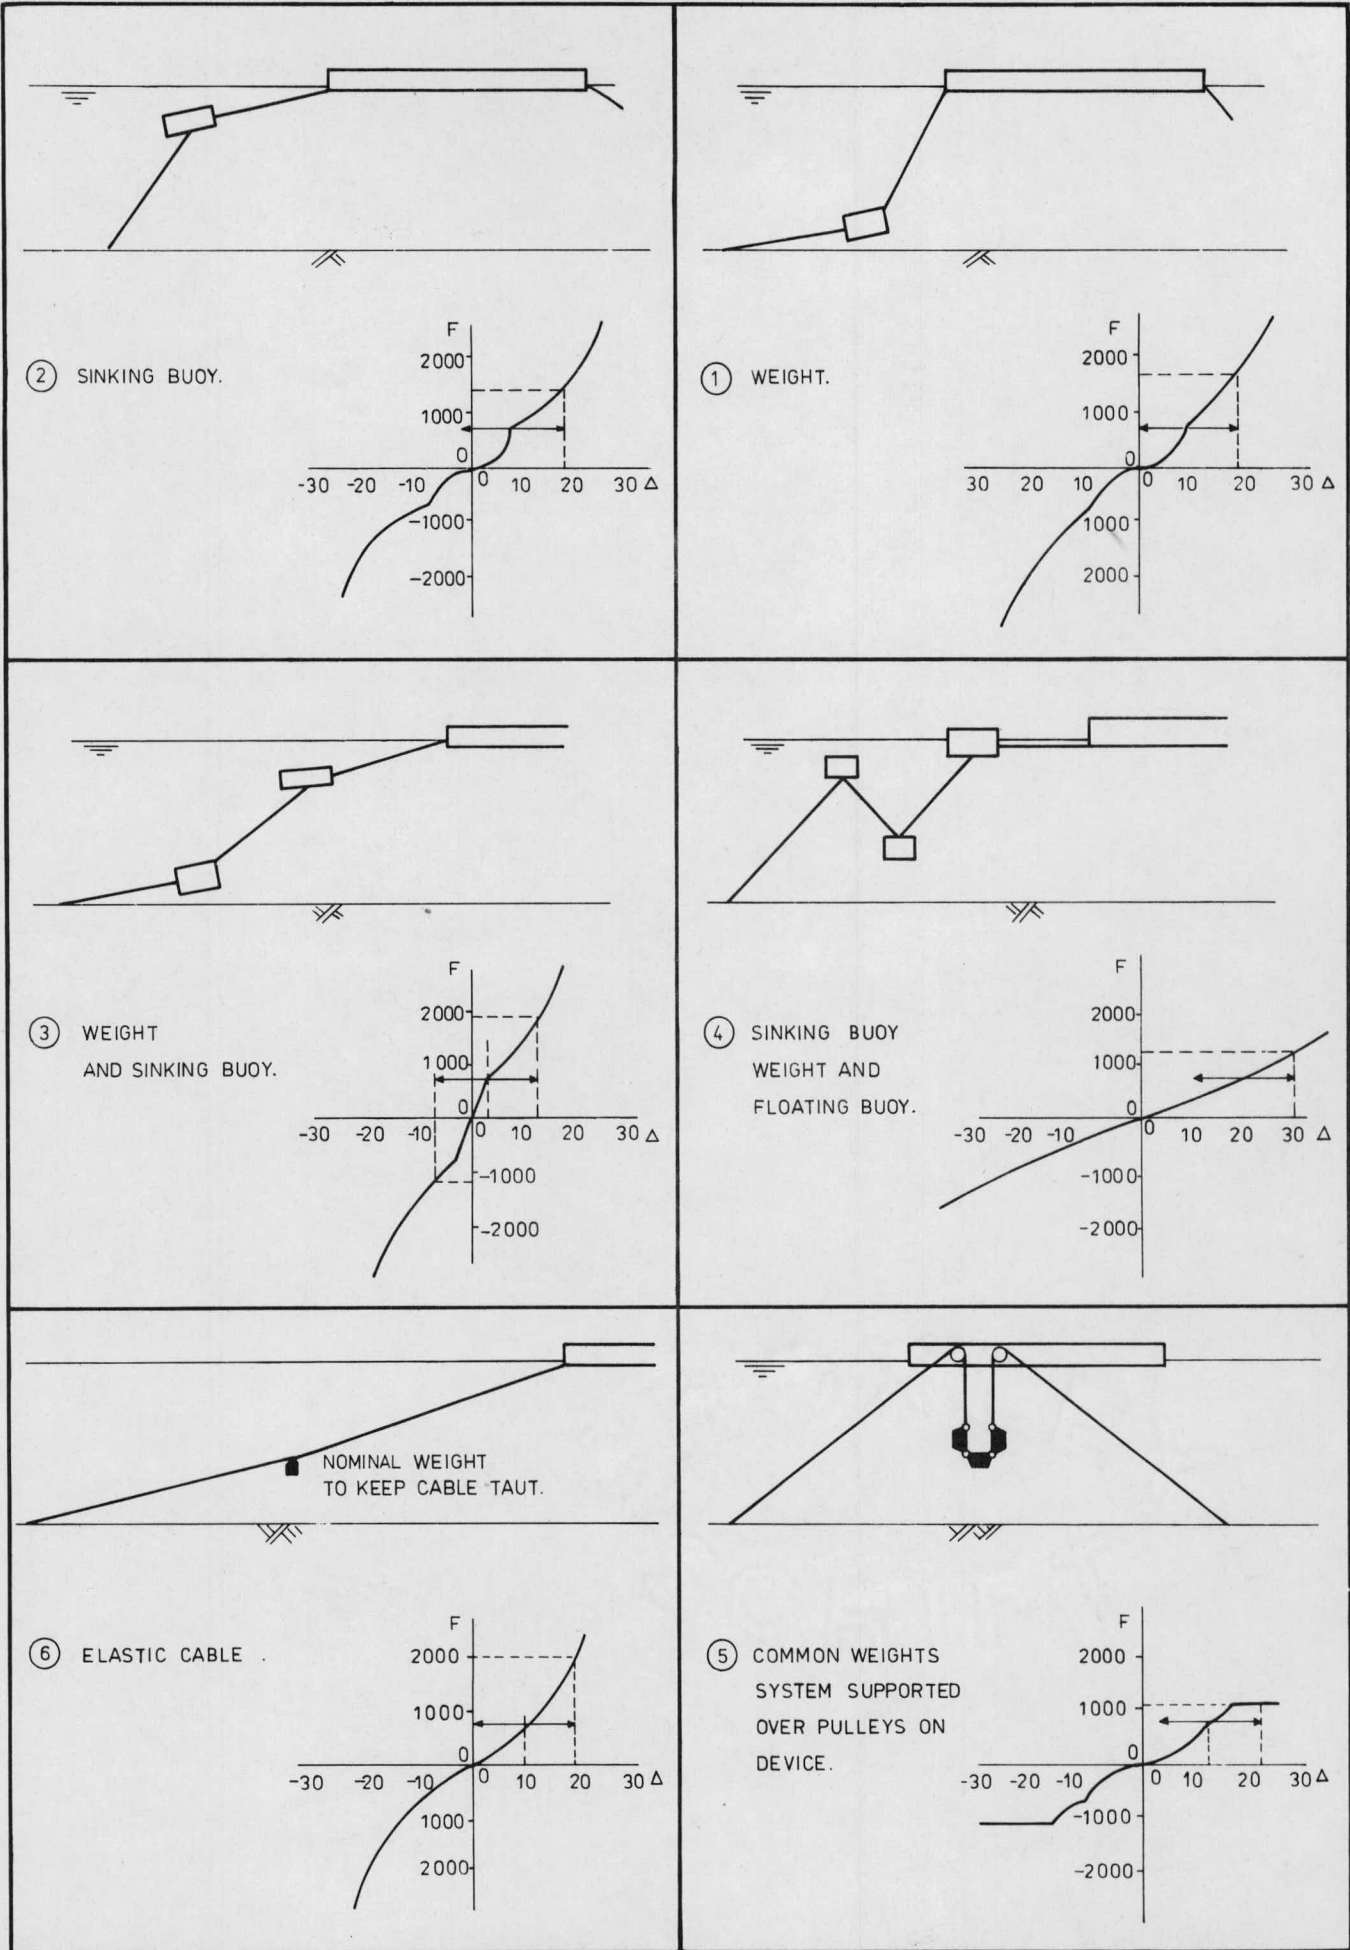 F
2000
② SINKING BUOY.
1000
0
-30 -20 -10 0 10 20 30 Δ
-1000
-2000
F
2000
① WEIGHT.
1000
0
30 20 10 0 10 20 30 Δ
1000
2000
F
2000
③ WEIGHT
AND SINKING BUOY.
1000
0
-30 -20 -10 0 10 20 30 Δ
-1000
-2000
F
2000
④ SINKING BUOY
WEIGHT AND
FLOATING BUOY.
1000
0
-30 -20 -10 0 10 20 30 Δ
-1000
-2000
NOMINAL WEIGHT
TO KEEP CABLE TAUT.
F
⑥ ELASTIC CABLE .
2000
1000
0
-30 -20 -10 0 10 20 30 Δ
1000
2000
F
⑤ COMMON WEIGHTS
SYSTEM SUPPORTED
OVER PULLEYS ON
DEVICE.
2000
1000
0
-30 -20 -10 0 10 20 30 Δ
-1000
-2000